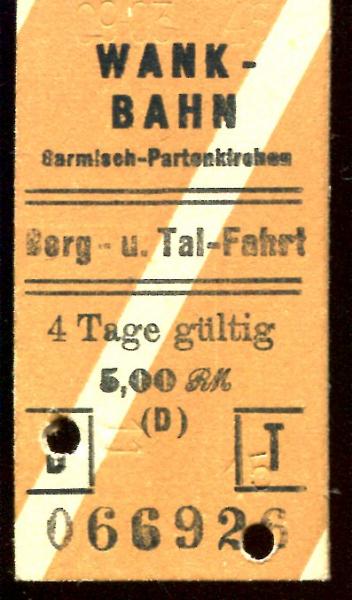 WANK-
BAHN
Garmisch-Partenkirchen
Berg- u. Tal-Fahrt
4 Tage gültig
5,00 RM
(D)
B T
066926